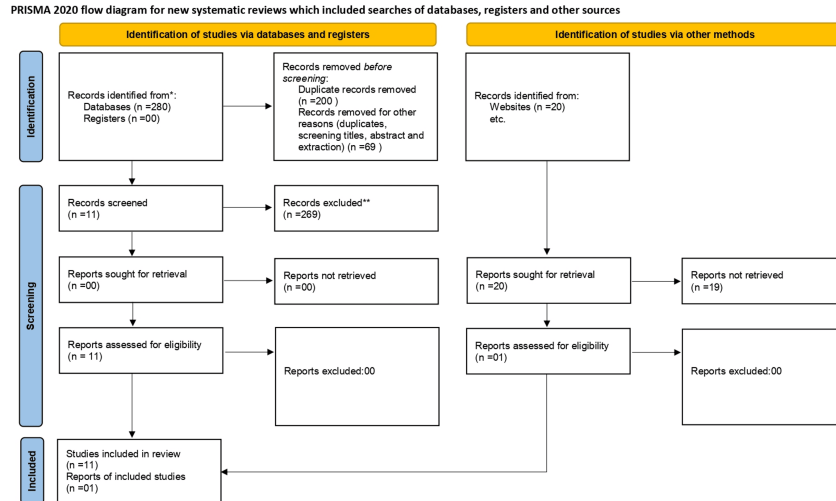 PRISMA 2020 flow diagram for new systematic reviews which included searches of databases, registers and other sources
Identification of studies via databases and registers
Identification of studies via other methods
Identification
Records identified from*:
Databases (n =280)
Registers (n =00)
Records removed before
screening:
Duplicate records removed
(n =200 )
Records removed for other
reasons (duplicates,
screening titles, abstract and
extraction) (n =69 )
Records identified from:
Websites (n =20)
etc.
Screening
Records screened
(n =11)
Records excluded**
(n =269)
Reports sought for retrieval
(n =00)
Reports not retrieved
(n =00)
Reports sought for retrieval
(n =20)
Reports not retrieved
(n =19)
Reports assessed for eligibility
(n = 11)
Reports excluded:00
Reports assessed for eligibility
(n =01)
Reports excluded:00
Included
Studies included in review
(n =11)
Reports of included studies
(n =01)